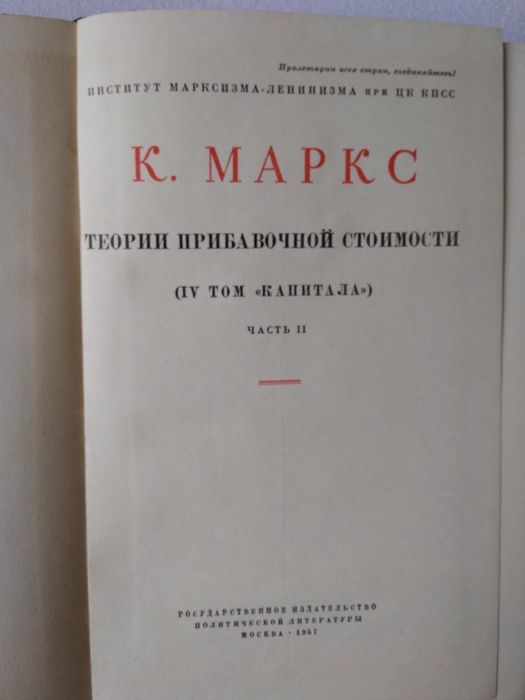 Пролетарии всех стран, соединяйтесь!
ИНСТИТУТ МАРКСИЗМА-ЛЕНИНИЗМА ПРИ ЦК КПСС
К. МАРКС
ТЕОРИИ ПРИБАВОЧНОЙ СТОИМОСТИ
(IV ТОМ «КАПИТАЛА»)
ЧАСТЬ II
ГОСУДАРСТВЕННОЕ ИЗДАТЕЛЬСТВО
ПОЛИТИЧЕСКОЙ ЛИТЕРАТУРЫ
МОСКВА · 1957